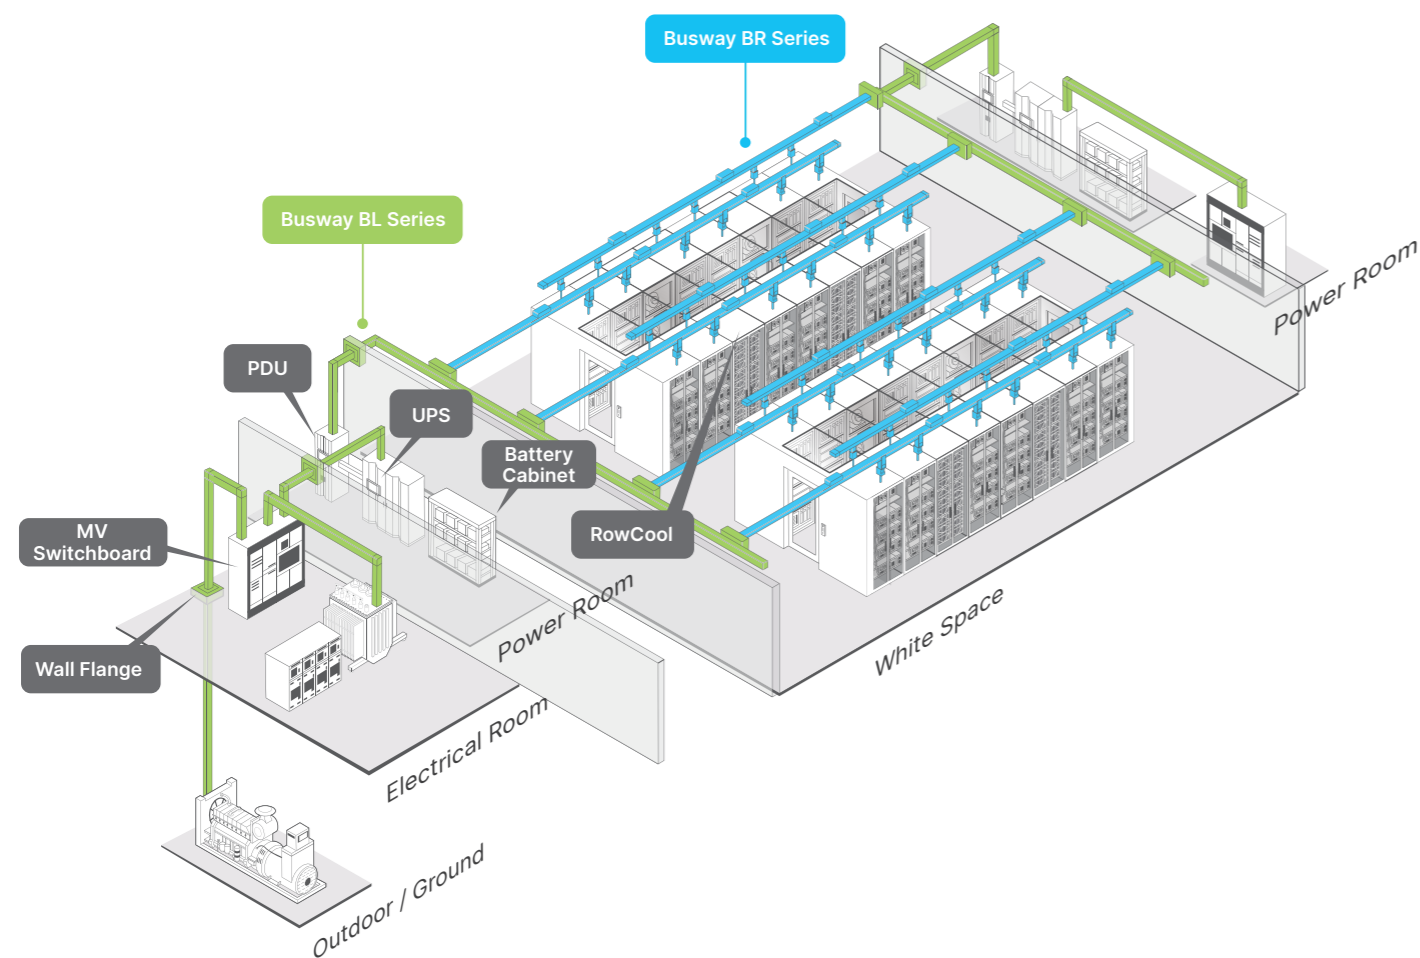 Busway BR Series
Busway BL Series
PDU
UPS
Battery
Cabinet
MV
Switchboard
RowCool
Wall Flange
Power Room
Power Room
White Space
Electrical Room
Outdoor / Ground